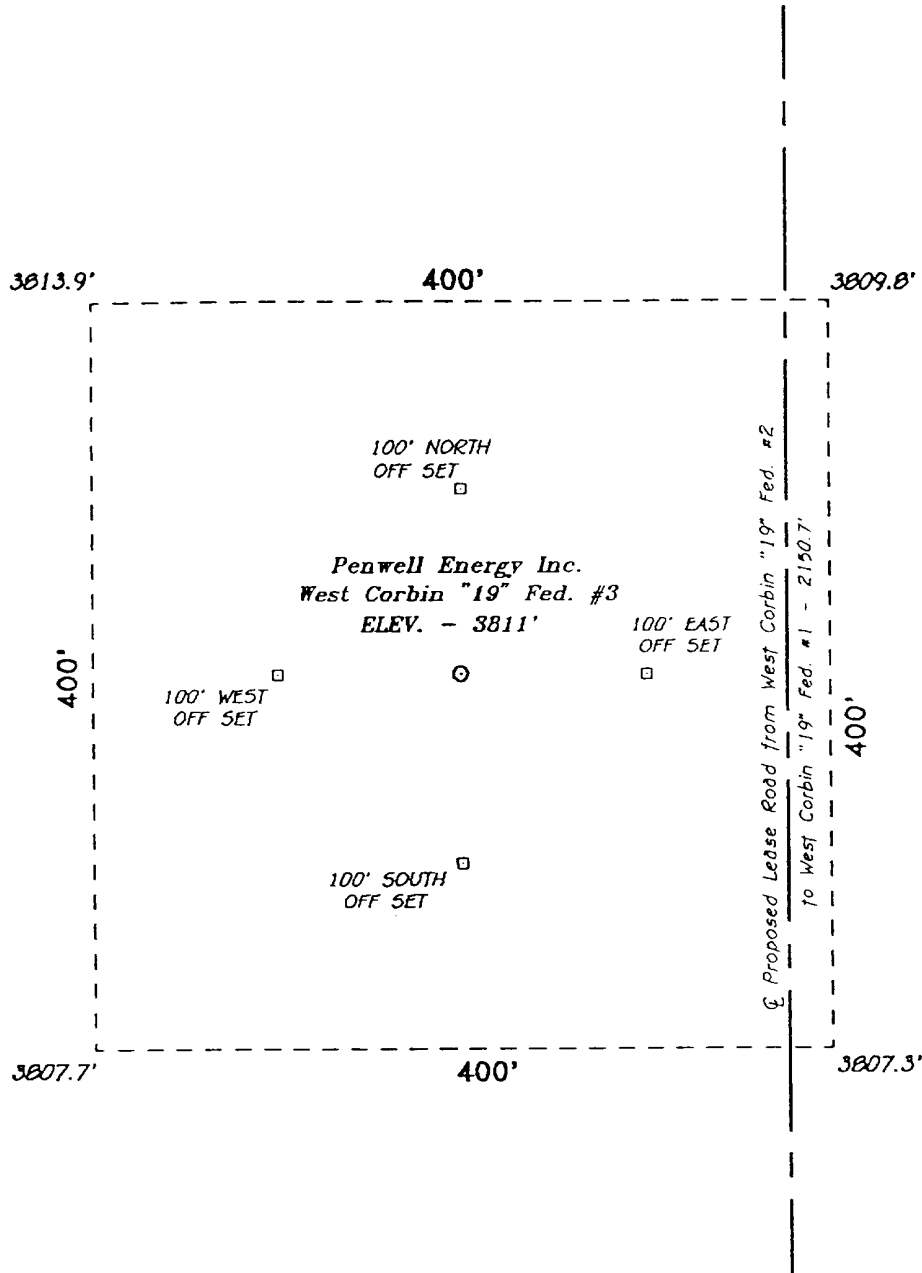 3813.9'
400'
3809.8'
100' NORTH
OFF SET
Penwell Energy Inc.
West Corbin "19" Fed. #3
ELEV. - 3811'
100' EAST
OFF SET
400'
100' WEST
OFF SET
400'
℄ Proposed Lease Road from West Corbin "19" Fed. #2
to West Corbin "19" Fed. #1 - 2150.7'
100' SOUTH
OFF SET
3807.7'
400'
3807.3'